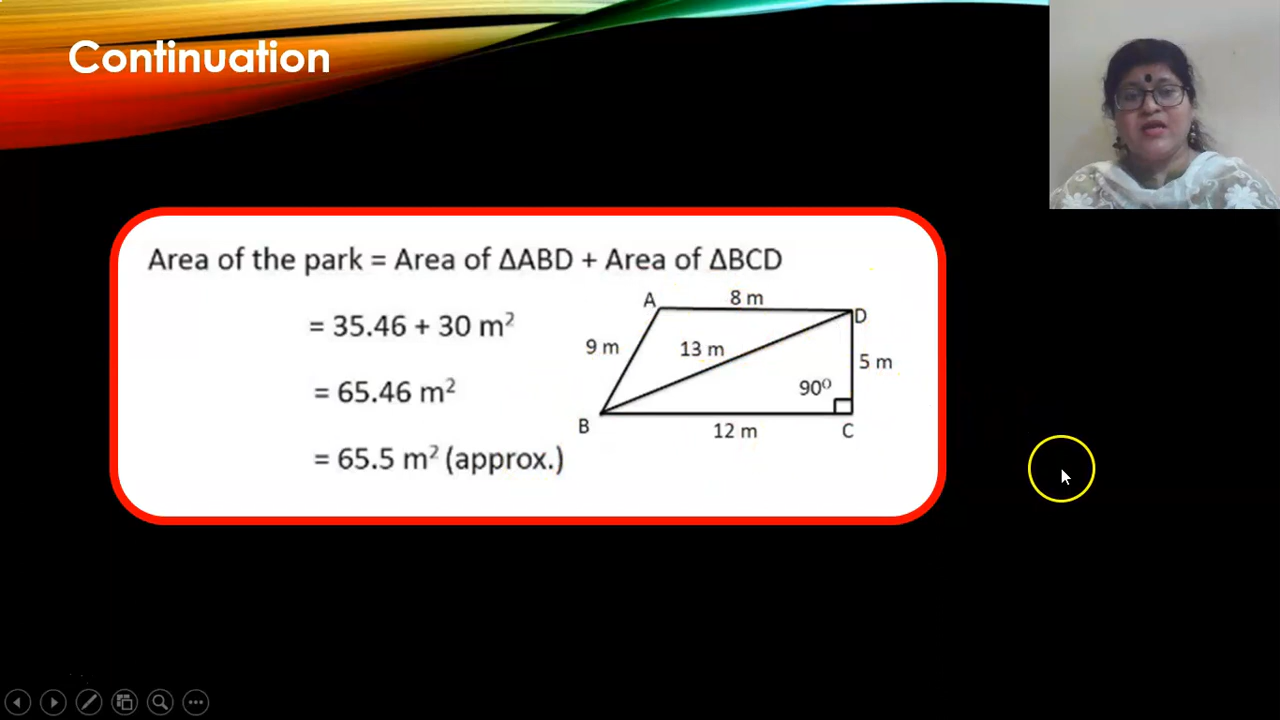 Continuation
Area of the park = Area of ΔABD + Area of ΔBCD
= 35.46 + 30 m²
= 65.46 m²
= 65.5 m² (approx.)
A
8 m
D
9 m
13 m
5 m
90⁰
B
12 m
C